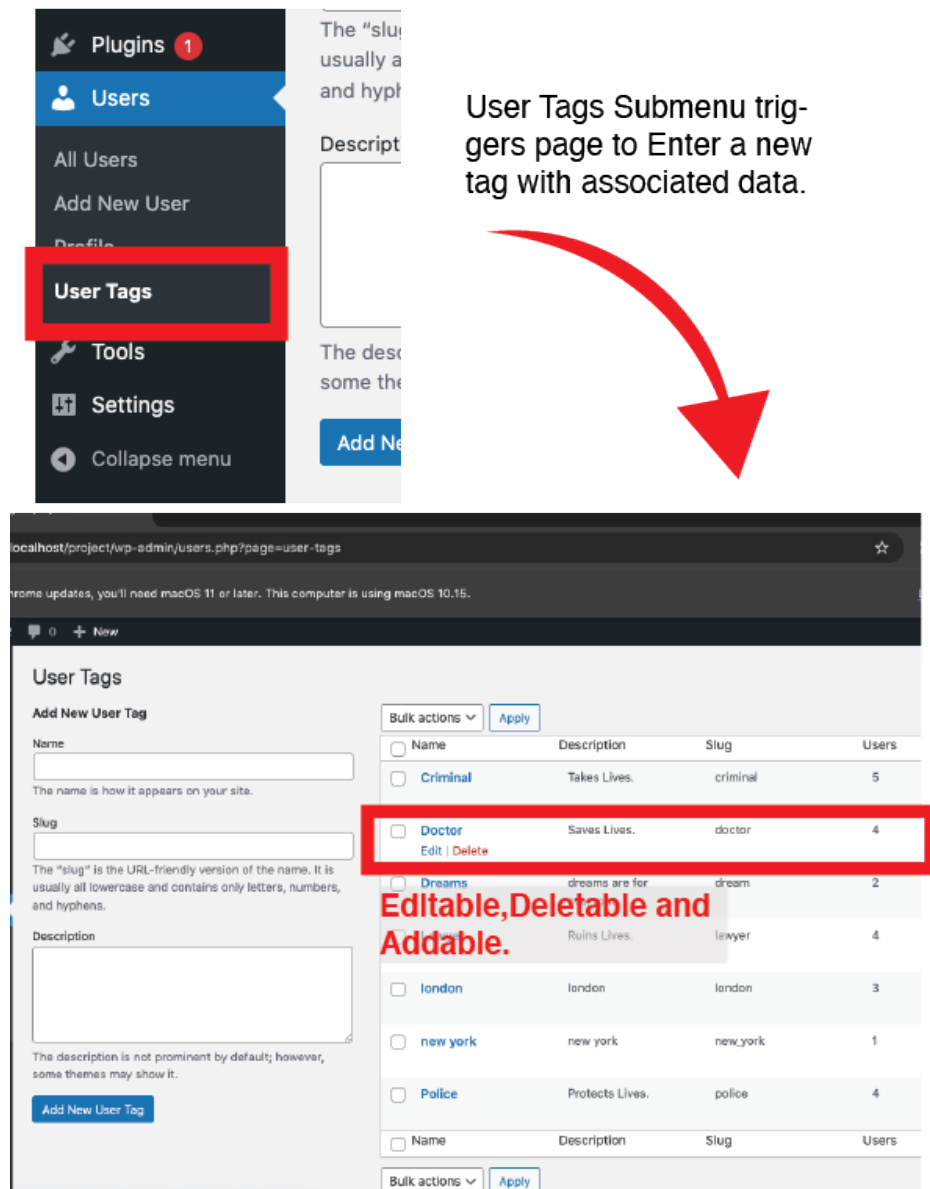 Plugins 1
The "slug
usually a
Users
and hyph
User Tags Submenu trig-
gers page to Enter a new
tag with associated data.
Descript
All Users
Add New User
Profile
User Tags
Tools
The desc
some the
Settings
Add Ne
Collapse menu
localhost/project/wp-admin/users.php?page=user-tags
hrome updates, you'll need macOS 11 or later. This computer is using macOS 10.15.
0 + New
User Tags
Add New User Tag
Name
The name is how it appears on your site.
Slug
The "slug" is the URL-friendly version of the name. It is
usually all lowercase and contains only letters, numbers,
and hyphens.
Description
The description is not prominent by default; however,
some themes may show it.
Add New User Tag
Bulk actions Apply
Name Description Slug Users
Criminal Takes Lives. criminal 5
Doctor Saves Lives. doctor 4
Edit | Delete
Dreams dreams are for dream 2
EdItable,Deletable and
Addable.
Ruins Lives. lawyer 4
london london london 3
new york new york new_york 1
Police Protects Lives. police 4
Name Description Slug Users
Bulk actions Apply